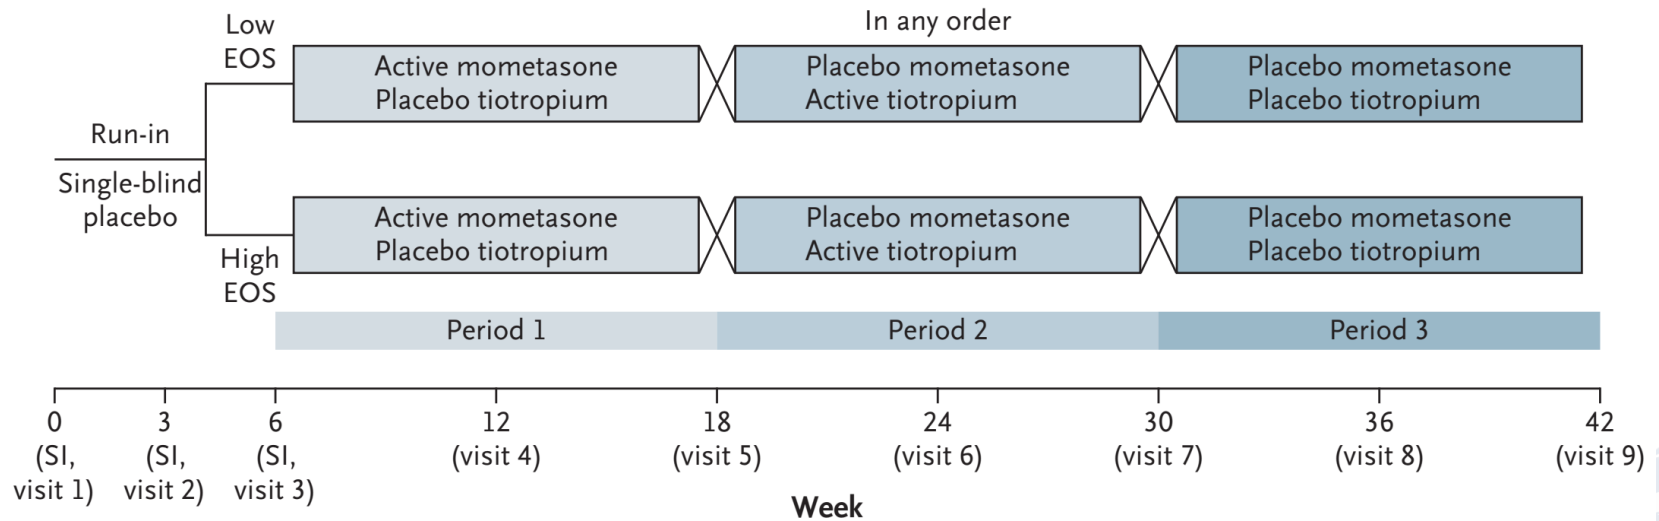 Low
EOS
In any order
Active mometasone
Placebo tiotropium
Placebo mometasone
Active tiotropium
Placebo mometasone
Placebo tiotropium
Run-in
Single-blind
placebo
High
EOS
Active mometasone
Placebo tiotropium
Placebo mometasone
Active tiotropium
Placebo mometasone
Placebo tiotropium
Period 1
Period 2
Period 3
0
(SI,
visit 1)
3
(SI,
visit 2)
6
(SI,
visit 3)
12
(visit 4)
18
(visit 5)
24
(visit 6)
30
(visit 7)
36
(visit 8)
42
(visit 9)
Week